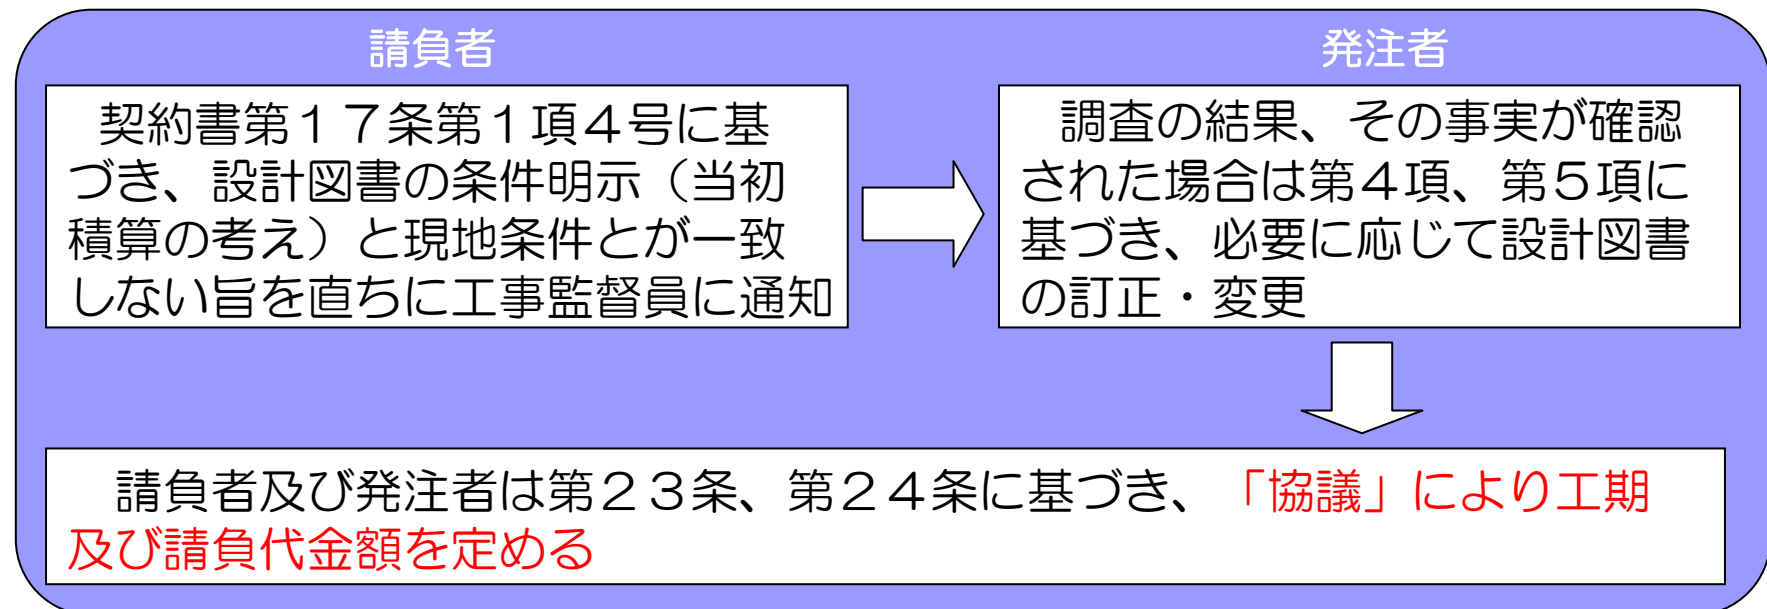 請負者
発注者
契約書第１７条第１項４号に基
づき、設計図書の条件明示（当初
積算の考え）と現地条件とが一致
しない旨を直ちに工事監督員に通知
調査の結果、その事実が確認
された場合は第４項、第５項に
基づき、必要に応じて設計図書
の訂正・変更
請負者及び発注者は第２３条、第２４条に基づき、「協議」により工期
及び請負代金額を定める